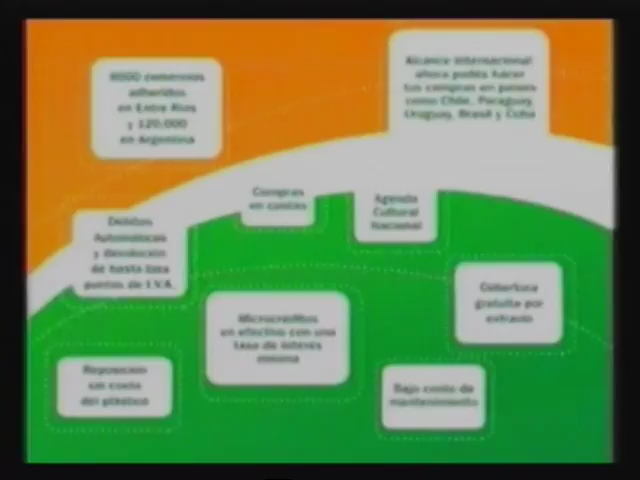 8000 comercios
adheridos
en Entre Ríos
y 120.000
en Argentina
Alcance internacional:
ahora podés hacer
tus compras en países
como Chile, Paraguay,
Uruguay, Brasil y Cuba
Compras
en cuotas
Agenda
Cultural
Nacional
Débitos
Automáticos
y devolución
de hasta
puntos de I.V.A.
Cobertura
gratuita por
extravío
Microcréditos
en efectivo con una
tasa de interés
mínima
Reposición
sin costo
del plástico
Bajo costo de
mantenimiento